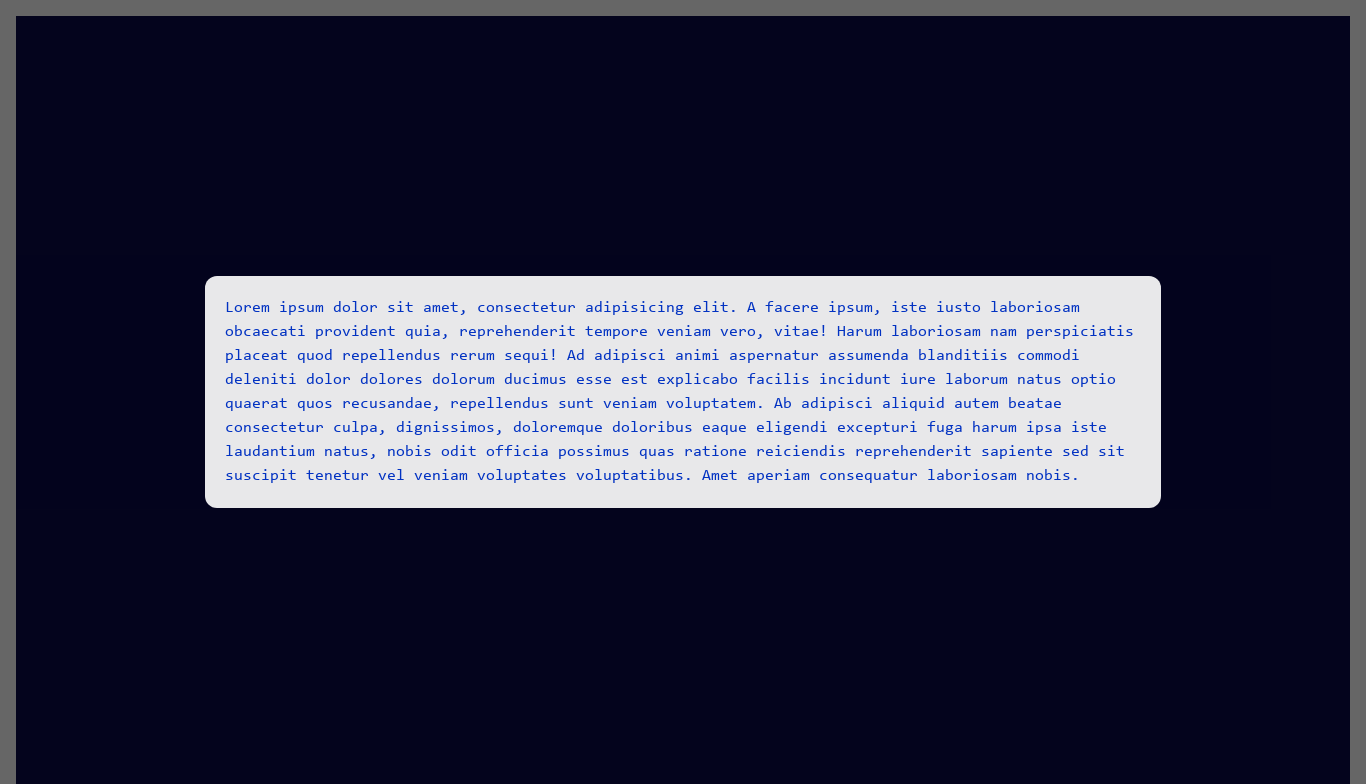 Lorem ipsum dolor sit amet, consectetur adipisicing elit. A facere ipsum, iste iusto laboriosam
obcaecati provident quia, reprehenderit tempore veniam vero, vitae! Harum laboriosam nam perspiciatis
placeat quod repellendus rerum sequi! Ad adipisci animi aspernatur assumenda blanditiis commodi
deleniti dolor dolores dolorum ducimus esse est explicabo facilis incidunt iure laborum natus optio
quaerat quos recusandae, repellendus sunt veniam voluptatem. Ab adipisci aliquid autem beatae
consectetur culpa, dignissimos, doloremque doloribus eaque eligendi excepturi fuga harum ipsa iste
laudantium natus, nobis odit officia possimus quas ratione reiciendis reprehenderit sapiente sed sit
suscipit tenetur vel veniam voluptates voluptatibus. Amet aperiam consequatur laboriosam nobis.